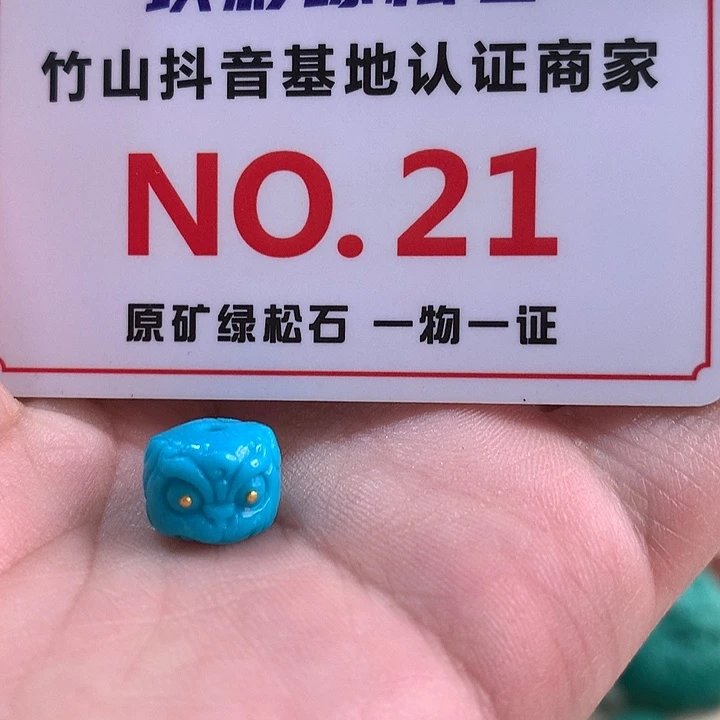 竹山抖音基地认证商家
NO.21
原矿绿松石 一物一证